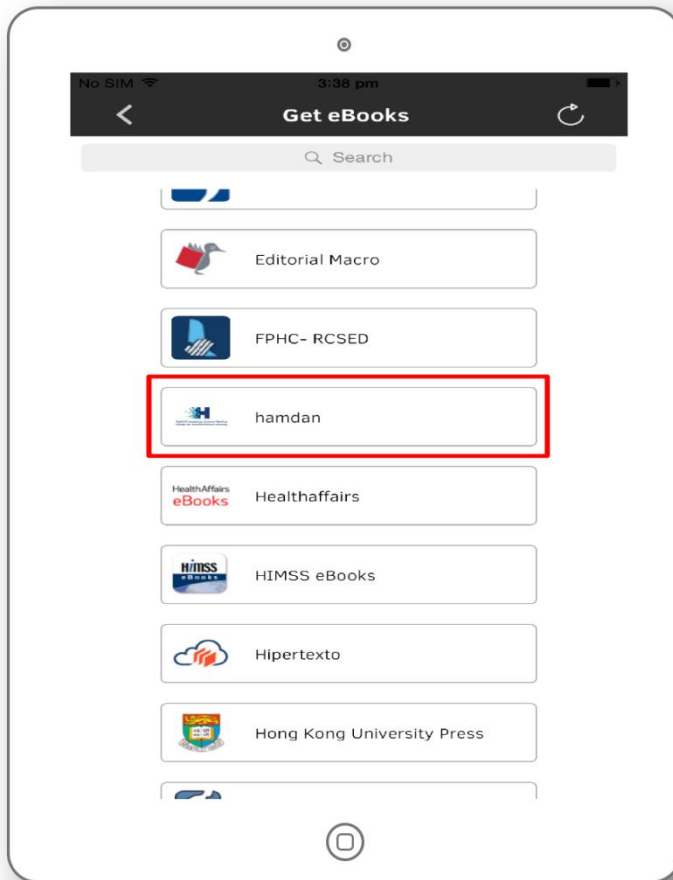 No SIM
3:38 pm
Get eBooks
Search
Editorial Macro
FPHC- RCSED
H
hamdan
HealthAffairs
eBooks
Healthaffairs
HiMSS
eBooks
HIMSS eBooks
Hipertexto
Hong Kong University Press